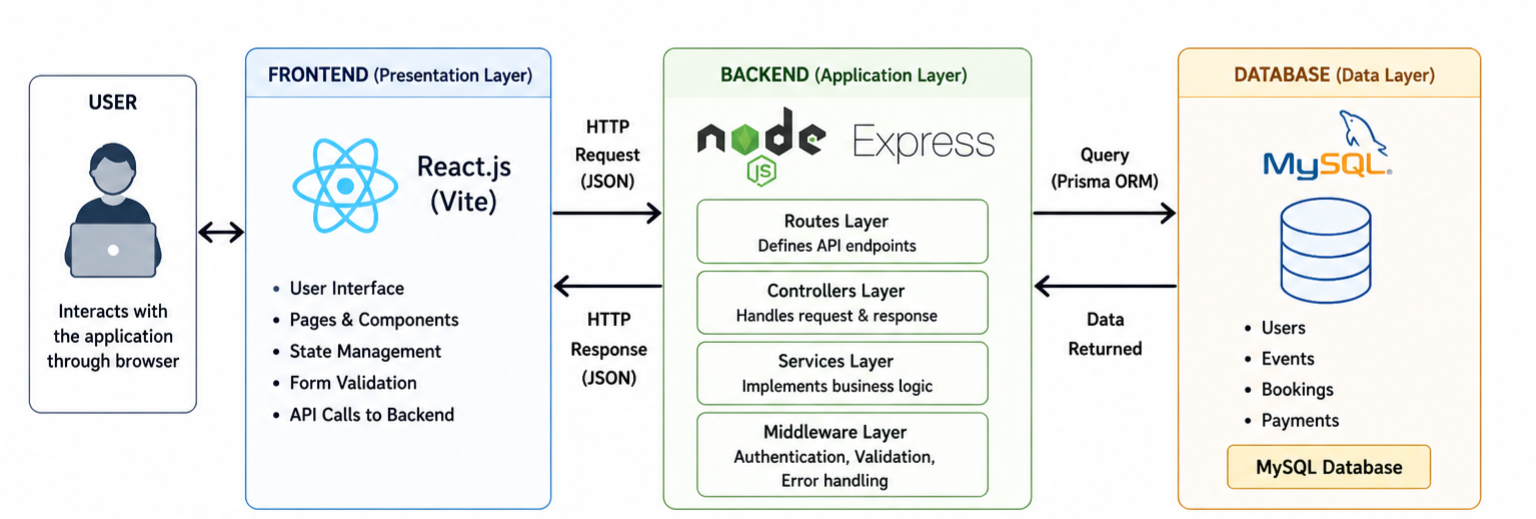 USER
Interacts with
the application
through browser
FRONTEND (Presentation Layer)
React.js
(Vite)
• User Interface
• Pages & Components
• State Management
• Form Validation
• API Calls to Backend
HTTP
Request
(JSON)
HTTP
Response
(JSON)
BACKEND (Application Layer)
node
JS
Express
Routes Layer
Defines API endpoints
Controllers Layer
Handles request & response
Services Layer
Implements business logic
Middleware Layer
Authentication, Validation,
Error handling
Query
(Prisma ORM)
Data
Returned
DATABASE (Data Layer)
MySQL®
• Users
• Events
• Bookings
• Payments
MySQL Database